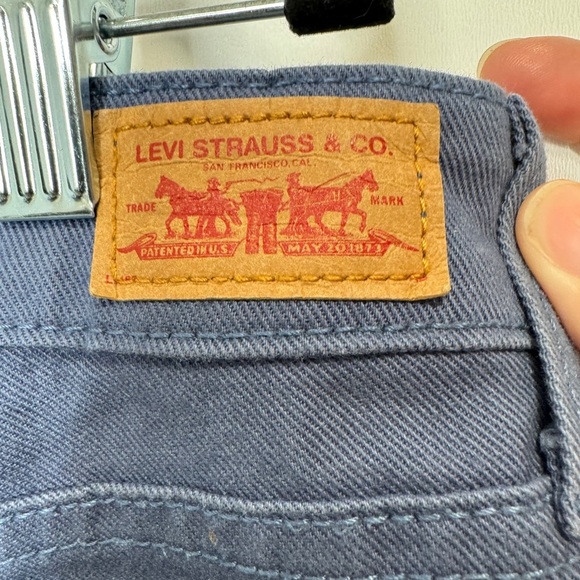 LEVI STRAUSS & CO.
SAN FRANCISCO, CAL.
TRADE MARK
PATENTED IN U.S. MAY 20 1873